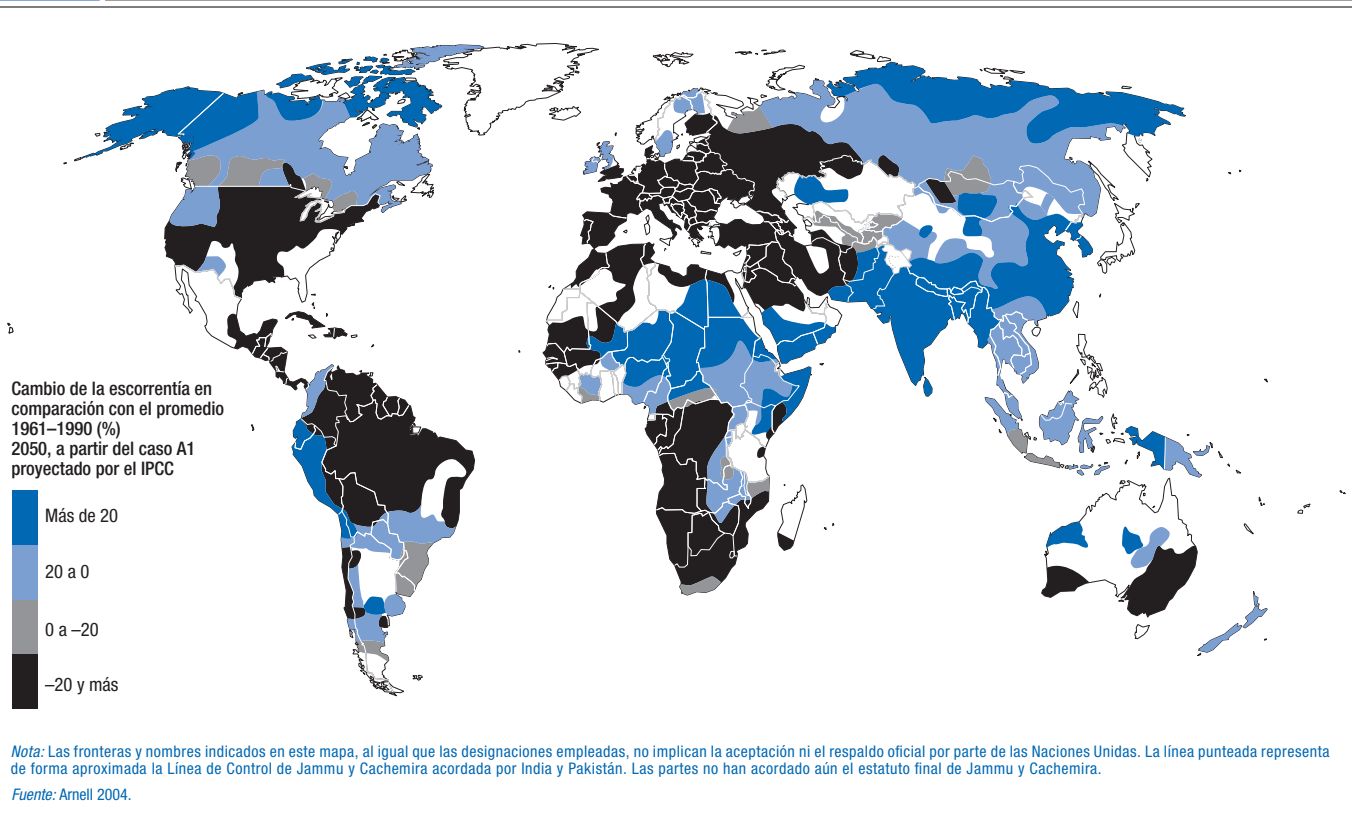 Cambio de la escorrentía en
comparación con el promedio
1961–1990 (%)
2050, a partir del caso A1
proyectado por el IPCC
Más de 20
20 a 0
0 a –20
–20 y más
Nota: Las fronteras y nombres indicados en este mapa, al igual que las designaciones empleadas, no implican la aceptación ni el respaldo oficial por parte de las Naciones Unidas. La línea punteada representa
de forma aproximada la Línea de Control de Jammu y Cachemira acordada por India y Pakistán. Las partes no han acordado aún el estatuto final de Jammu y Cachemira.
Fuente: Arnell 2004.